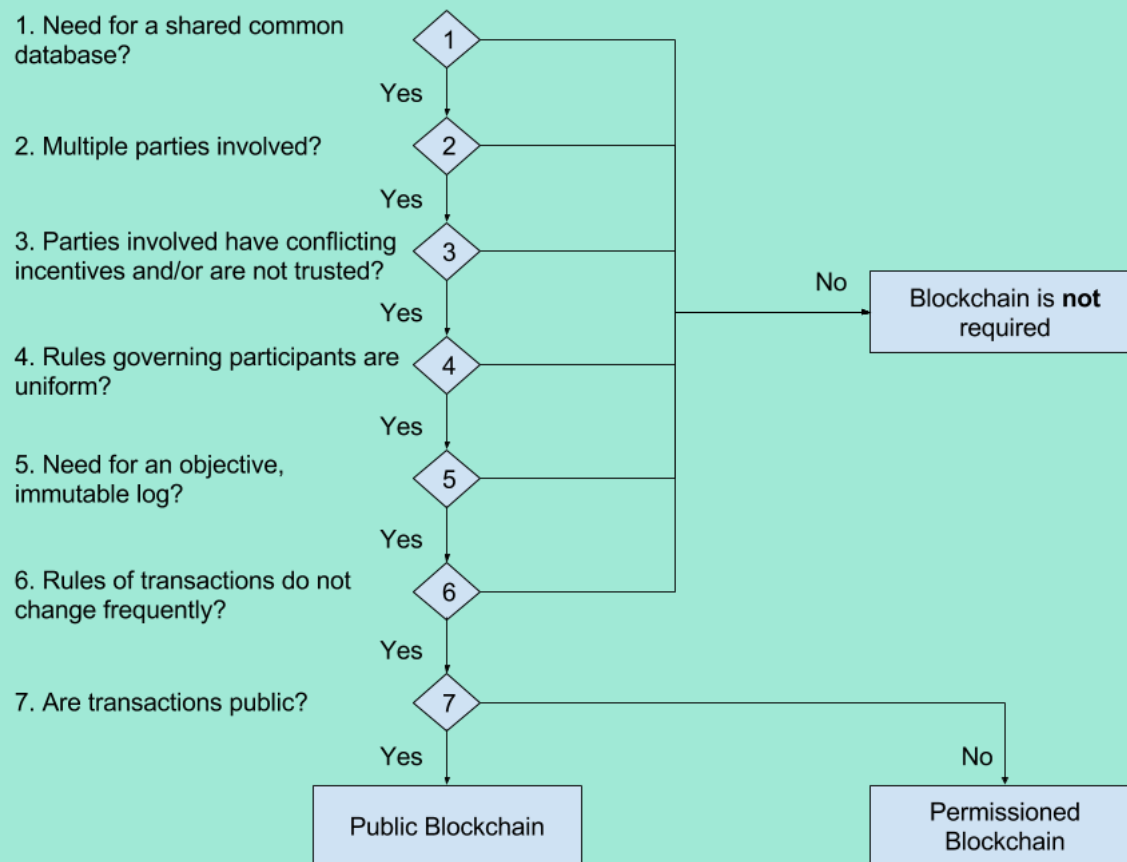 1. Need for a shared common
database?
1
Yes
2. Multiple parties involved?
2
Yes
3. Parties involved have conflicting
incentives and/or are not trusted?
3
No
Blockchain is not
required
Yes
4. Rules governing participants are
uniform?
4
Yes
5. Need for an objective,
immutable log?
5
Yes
6. Rules of transactions do not
change frequently?
6
Yes
7. Are transactions public?
7
Yes
No
Public Blockchain
Permissioned
Blockchain